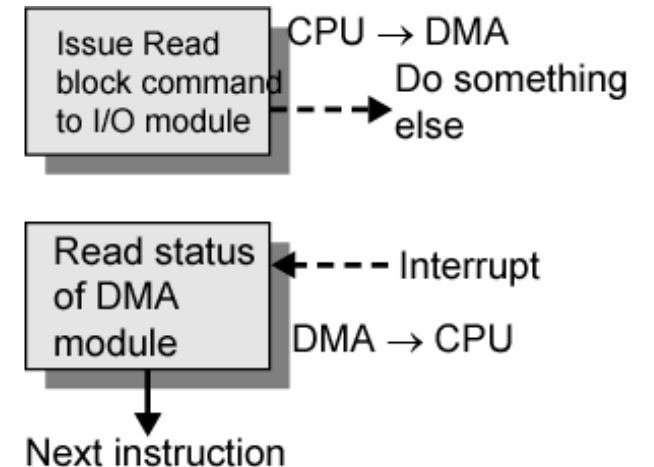 Issue Read
block command
to I/O module
CPU → DMA
Do something
else
Read status
of DMA
module
Interrupt
DMA → CPU
Next instruction